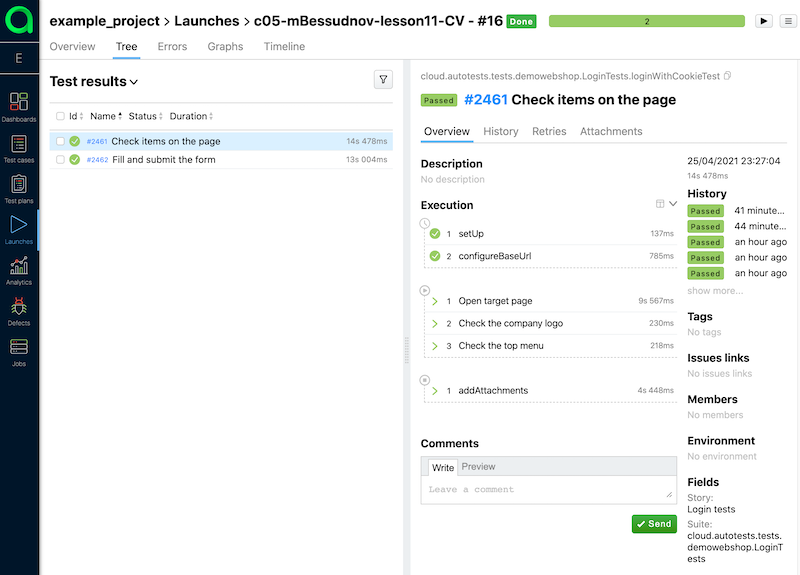 example_project > Launches > c05-mBessudnov-lesson11-CV - #16 Done 2
Overview Tree Errors Graphs Timeline
E
Dashboards
Test cases
Test plans
Launches
Analytics
Defects
Jobs
Test results
Id Name Status Duration
#2461 Check items on the page 14s 478ms
#2462 Fill and submit the form 13s 004ms
cloud.autotests.tests.demowebshop.LoginTests.loginWithCookieTest
Passed #2461 Check items on the page
Overview History Retries Attachments
Description
No description
Execution
1 setUp 137ms
2 configureBaseUrl 785ms
1 Open target page 9s 567ms
2 Check the company logo 230ms
3 Check the top menu 218ms
1 addAttachments 4s 448ms
Comments
Write Preview
Leave a comment
Send
25/04/2021 23:27:04
14s 478ms
History
Passed 41 minute...
Passed 44 minute...
Passed an hour ago
Passed an hour ago
Passed an hour ago
show more...
Tags
No tags
Issues links
No issues links
Members
No members
Environment
No environment
Fields
Story:
Login tests
Suite:
cloud.autotests.tests.
demowebshop.LoginT
ests